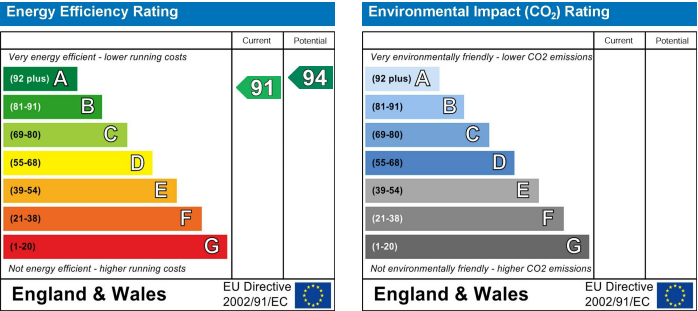 Energy Efficiency Rating
Current Potential
Very energy efficient - lower running costs
(92 plus) A
(81-91) B
(69-80) C
(55-68) D
(39-54) E
(21-38) F
(1-20) G
91
94
Not energy efficient - higher running costs
England & Wales
EU Directive
2002/91/EC
Environmental Impact (CO₂) Rating
Current Potential
Very environmentally friendly - lower CO2 emissions
(92 plus) A
(81-91) B
(69-80) C
(55-68) D
(39-54) E
(21-38) F
(1-20) G
Not environmentally friendly - higher CO2 emissions
England & Wales
EU Directive
2002/91/EC